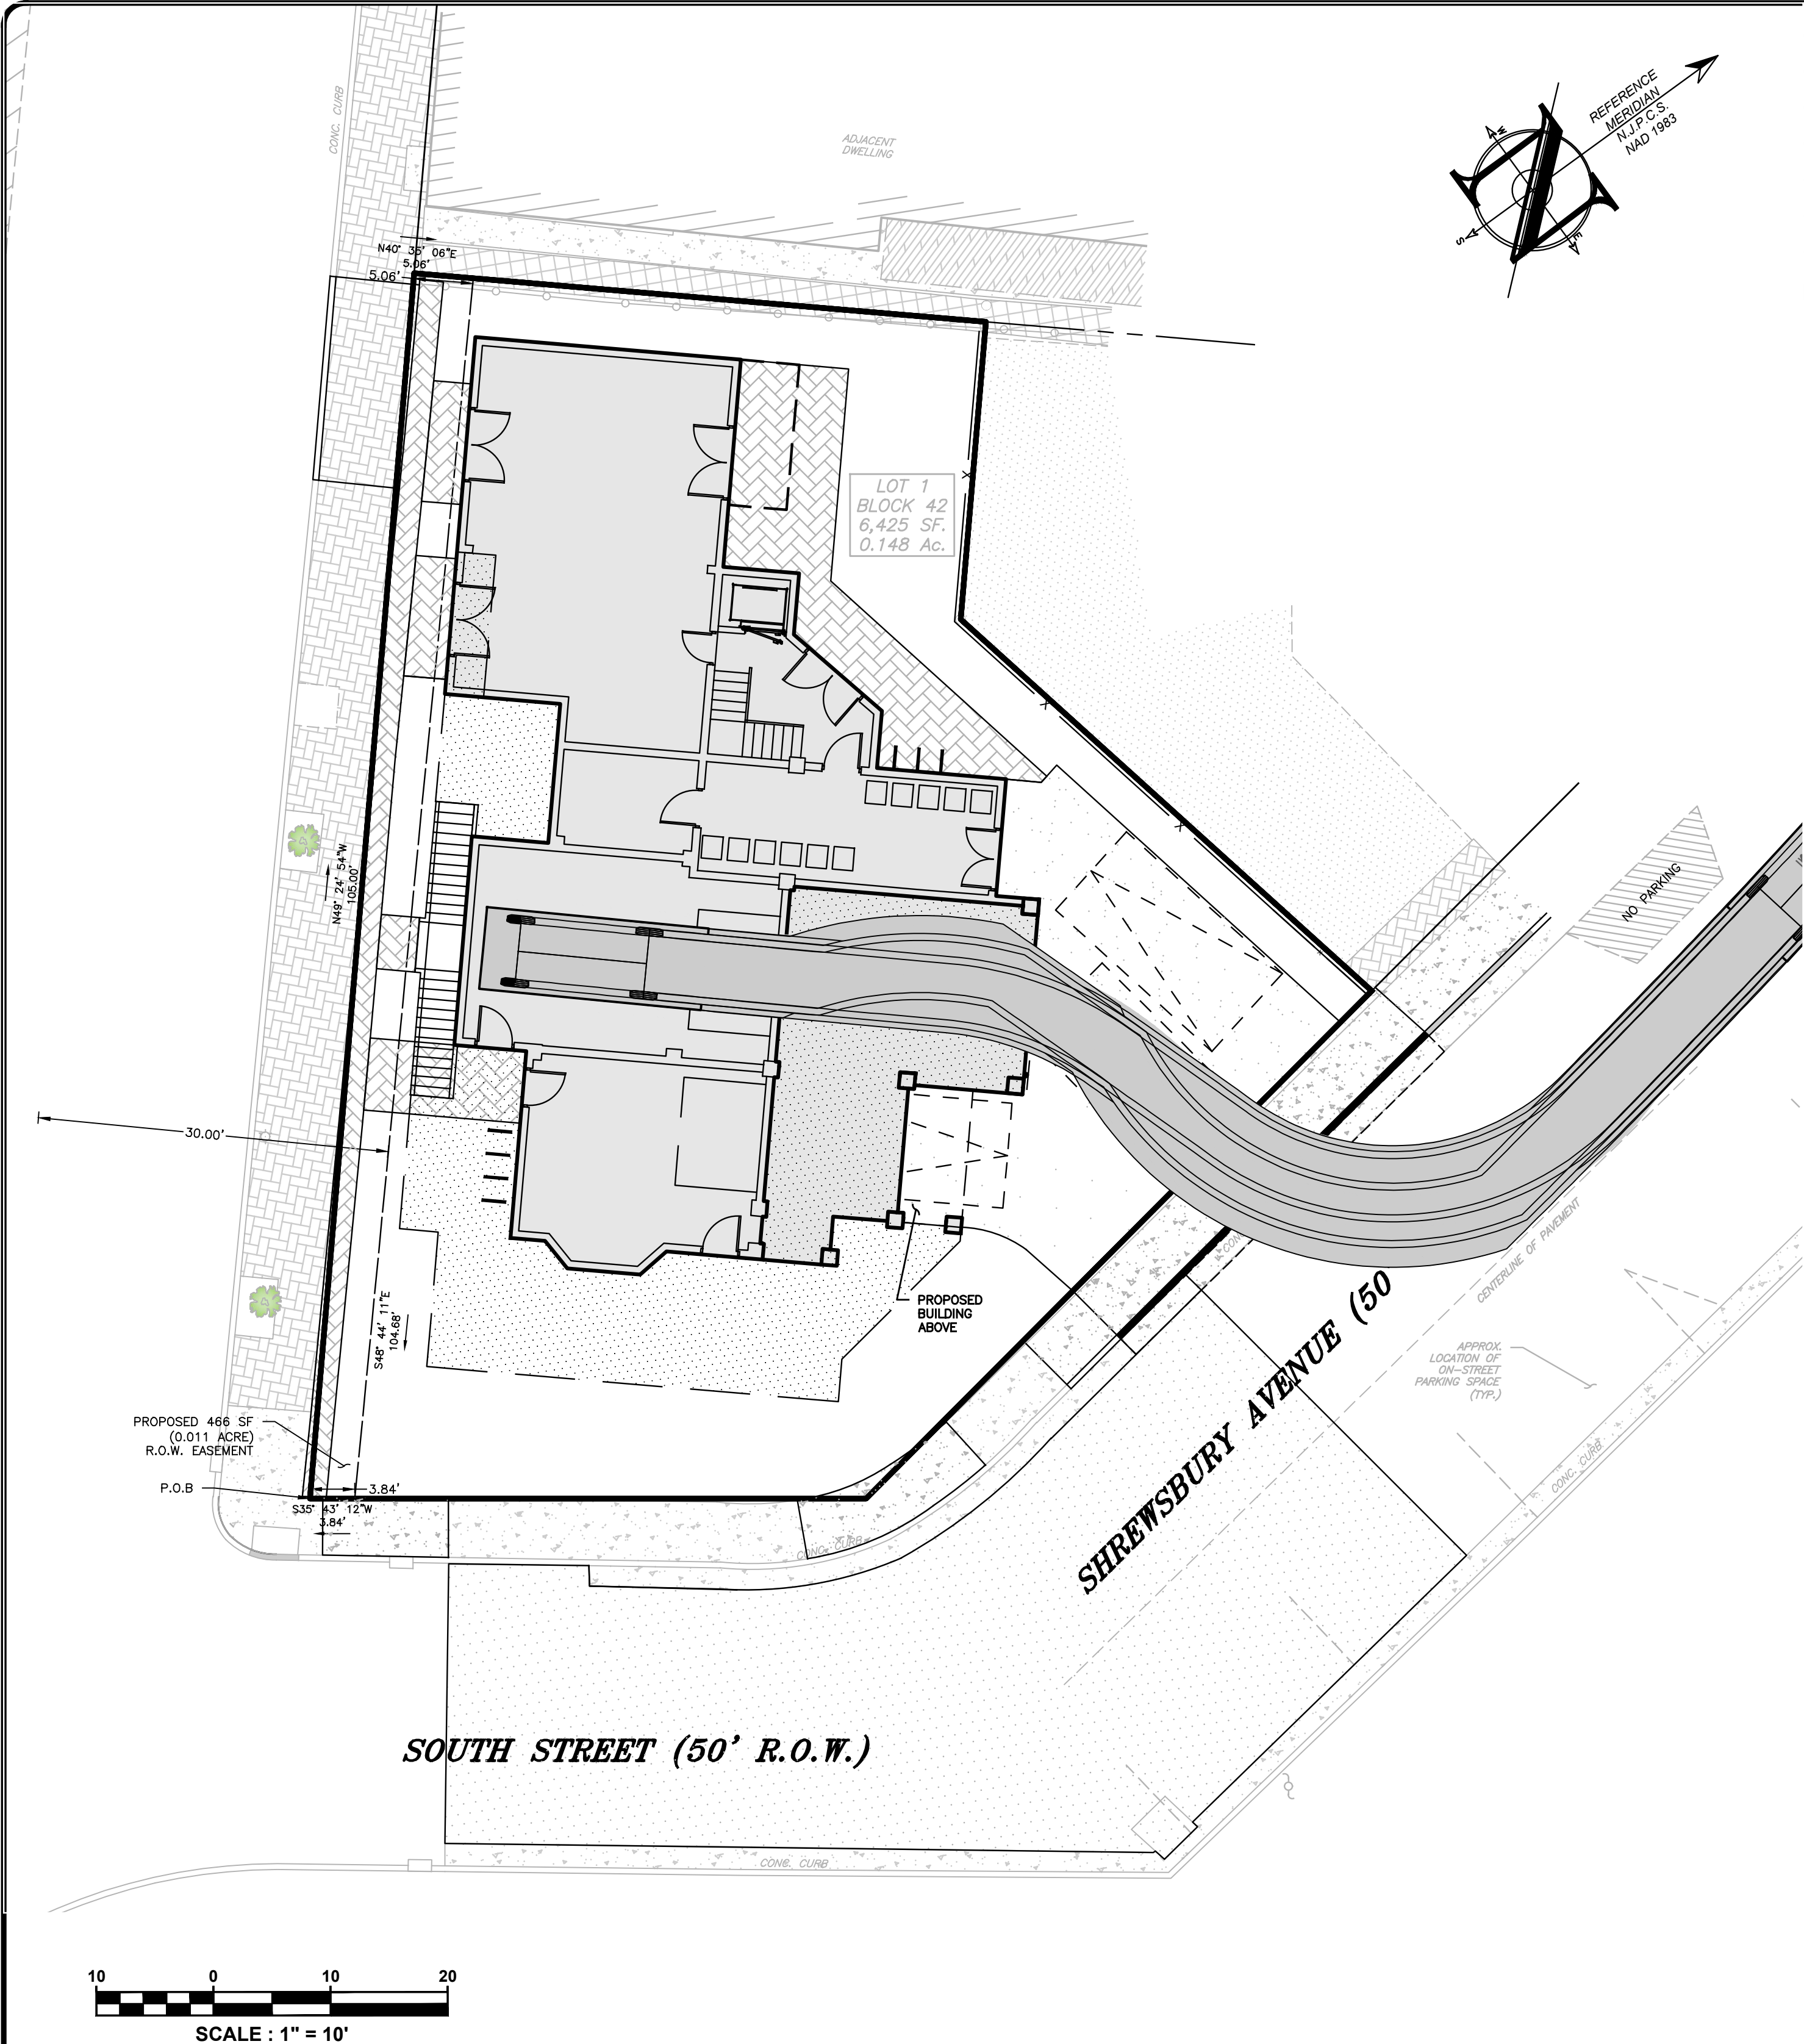 REFERENCE
MERIDIAN
N.J.P.C.S.
NAD 1983
N
W
S
E
CONC. CURB
ADJACENT
DWELLING
N40° 35' 06"E
5.06'
5.06'
LOT 1
BLOCK 42
6,425 SF.
0.148 Ac.
NO PARKING
N49° 24' 54"W
105.00'
30.00'
S48° 44' 11"E
104.68'
PROPOSED
BUILDING
ABOVE
CENTERLINE OF PAVEMENT
SHREWSBURY AVENUE (50
APPROX.
LOCATION OF
ON-STREET
PARKING SPACE
(TYP.)
PROPOSED 466 SF
(0.011 ACRE)
R.O.W. EASEMENT
P.O.B
3.84'
S35° 43' 12"W
3.84'
CONC. CURB
CONC. CURB
SOUTH STREET (50' R.O.W.)
CONC. CURB
10 0 10 20
SCALE : 1" = 10'